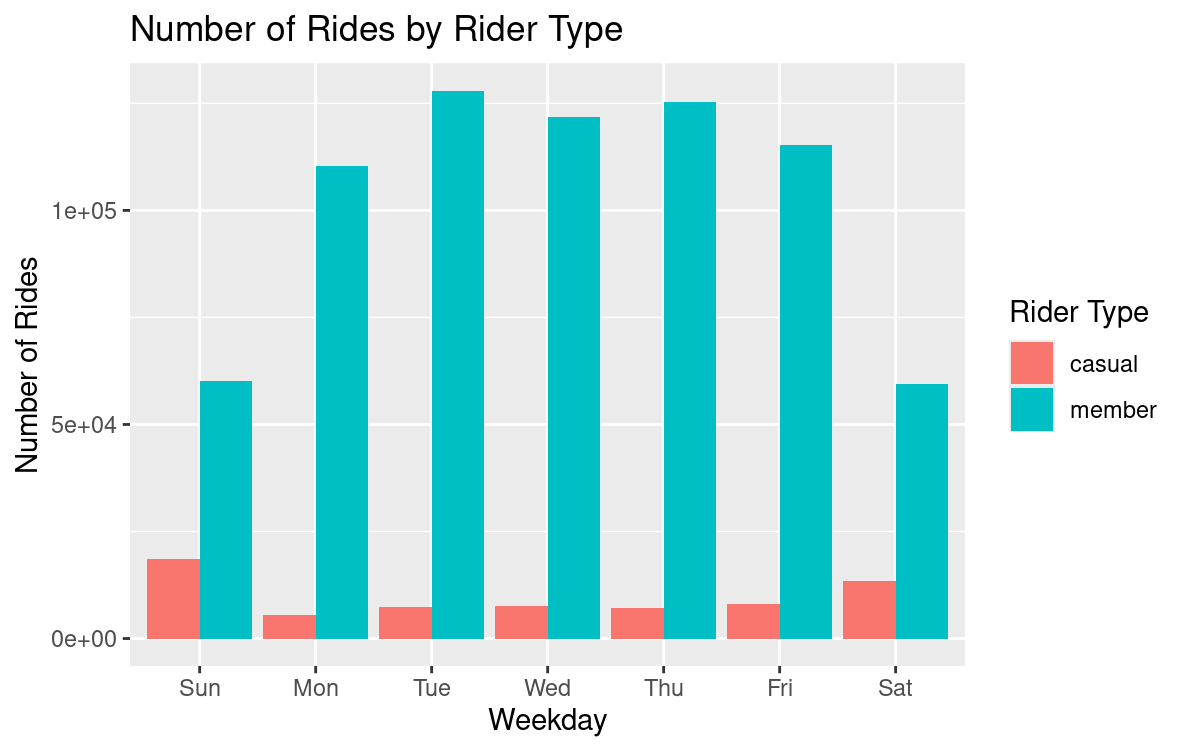 Number of Rides by Rider Type
Number of Rides
1e+05
5e+04
0e+00
Sun Mon Tue Wed Thu Fri Sat
Weekday
Rider Type
casual
member